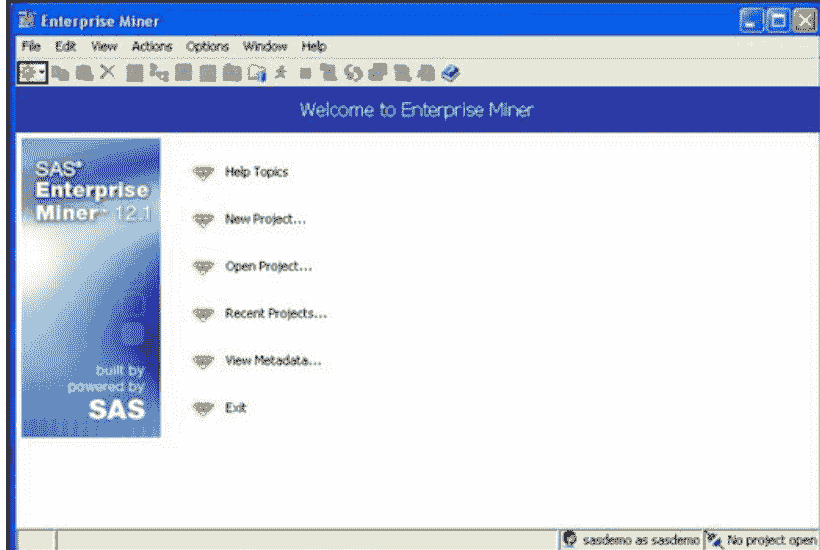 Enterprise Miner
File Edit View Actions Options Window Help
Welcome to Enterprise Miner
SAS®
Enterprise
Miner™ 12.1
Help Topics
New Project...
Open Project...
Recent Projects...
View Metadata...
Exit
built by
powered by
SAS
sasdemo as sasdemo No project open